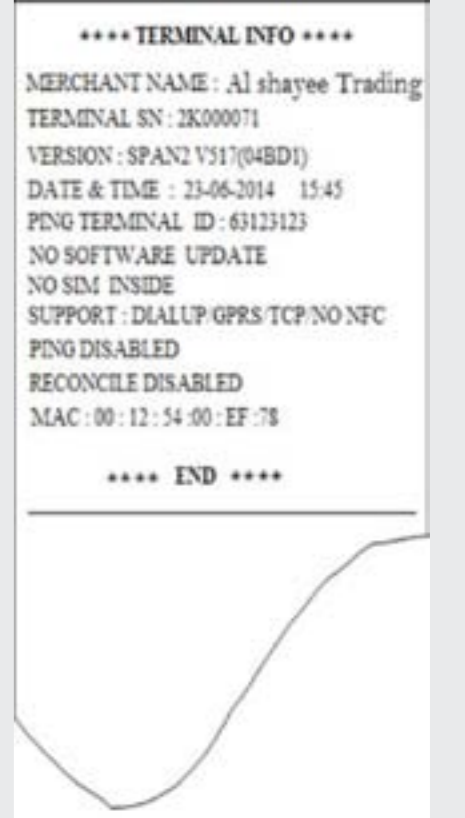 **** TERMINAL INFO ****
MERCHANT NAME : Al shayee Trading
TERMINAL SN : 2K000071
VERSION : SPAN2 V517(04BD1)
DATE & TIME : 23-06-2014 15:45
PING TERMINAL ID : 63123123
NO SOFTWARE UPDATE
NO SIM INSIDE
SUPPORT : DIALUP/GPRS/TCP/NO NFC
PING DISABLED
RECONCILE DISABLED
MAC : 00 : 12 : 54 : 00 : EF :78
**** END ****